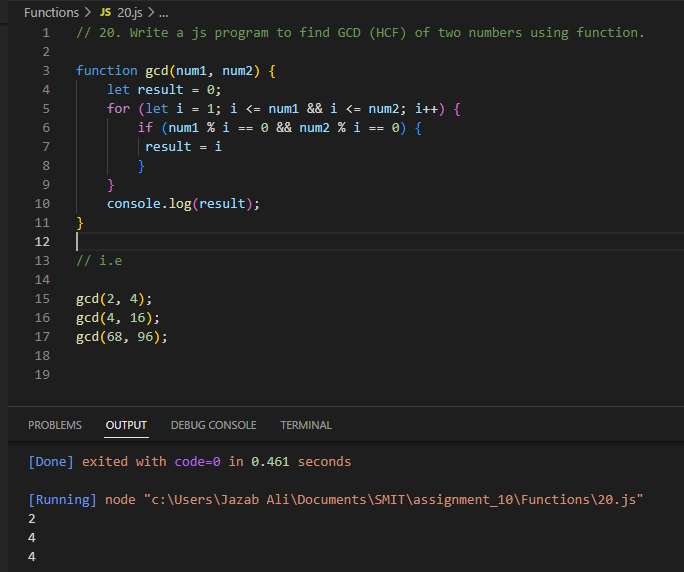 Functions > JS 20.js > ...
1 // 20. Write a js program to find GCD (HCF) of two numbers using function.
2
3 function gcd(num1, num2) {
4     let result = 0;
5     for (let i = 1; i <= num1 && i <= num2; i++) {
6         if (num1 % i == 0 && num2 % i == 0) {
7          result = i
8         }
9     }
10     console.log(result);
11 }
12
13 // i.e
14
15 gcd(2, 4);
16 gcd(4, 16);
17 gcd(68, 96);
18
19
PROBLEMS OUTPUT DEBUG CONSOLE TERMINAL
[Done] exited with code=0 in 0.461 seconds
[Running] node "c:\Users\Jazab Ali\Documents\SMIT\assignment_10\Functions\20.js"
2
4
4